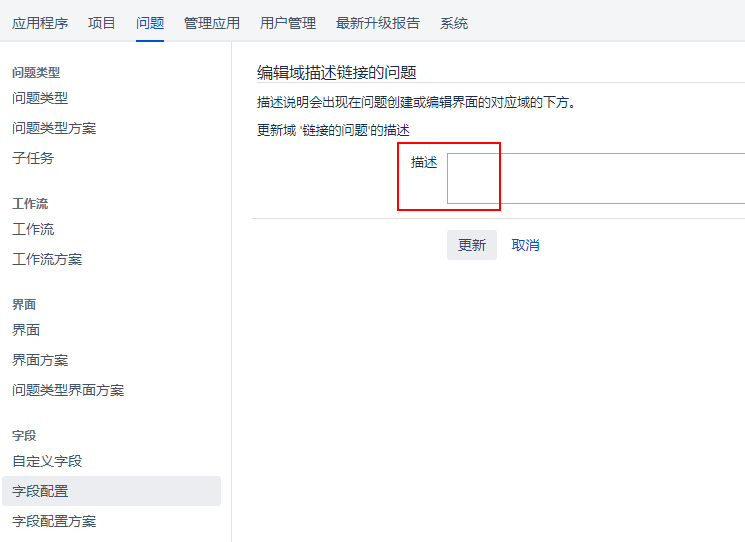 应用程序 项目 问题 管理应用 用户管理 最新升级报告 系统
问题类型
问题类型
问题类型方案
子任务
工作流
工作流
工作流方案
界面
界面
界面方案
问题类型界面方案
字段
自定义字段
字段配置
字段配置方案
编辑域描述链接的问题
描述说明会出现在问题创建或编辑界面的对应域的下方。
更新域 '链接的问题'的描述
描述
更新 取消